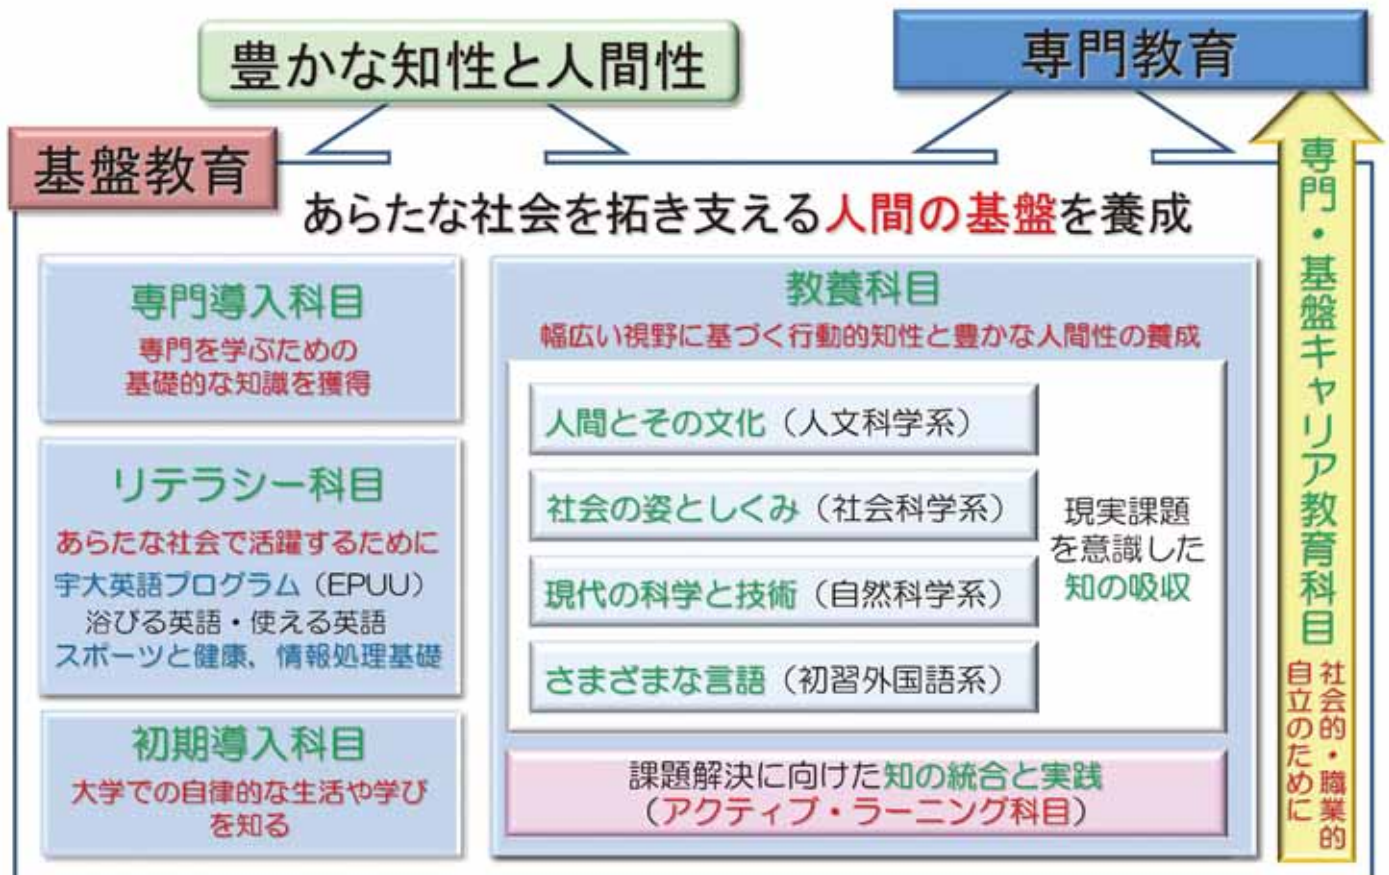 豊かな知性と人間性
専門教育
基盤教育
あらたな社会を拓き支える人間の基盤を養成
専門導入科目
専門を学ぶための
基礎的な知識を獲得
リテラシー科目
あらたな社会で活躍するために
宇大英語プログラム（EPUU）
浴びる英語・使える英語
スポーツと健康、情報処理基礎
初期導入科目
大学での自律的な生活や学び
を知る
教養科目
幅広い視野に基づく行動的知性と豊かな人間性の養成
人間とその文化（人文科学系）
社会の姿としくみ（社会科学系）
現代の科学と技術（自然科学系）
さまざまな言語（初習外国語系）
現実課題
を意識した
知の吸収
課題解決に向けた知の統合と実践
（アクティブ・ラーニング科目）
専門・基盤キャリア教育科目
社会的・職業的
自立のために